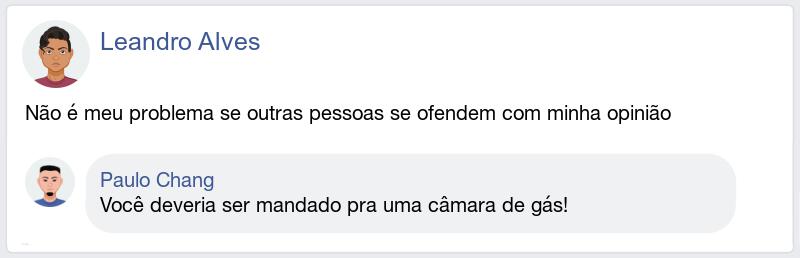 Leandro Alves
Não é meu problema se outras pessoas se ofendem com minha opinião
Paulo Chang
Você deveria ser mandado pra uma câmara de gás!